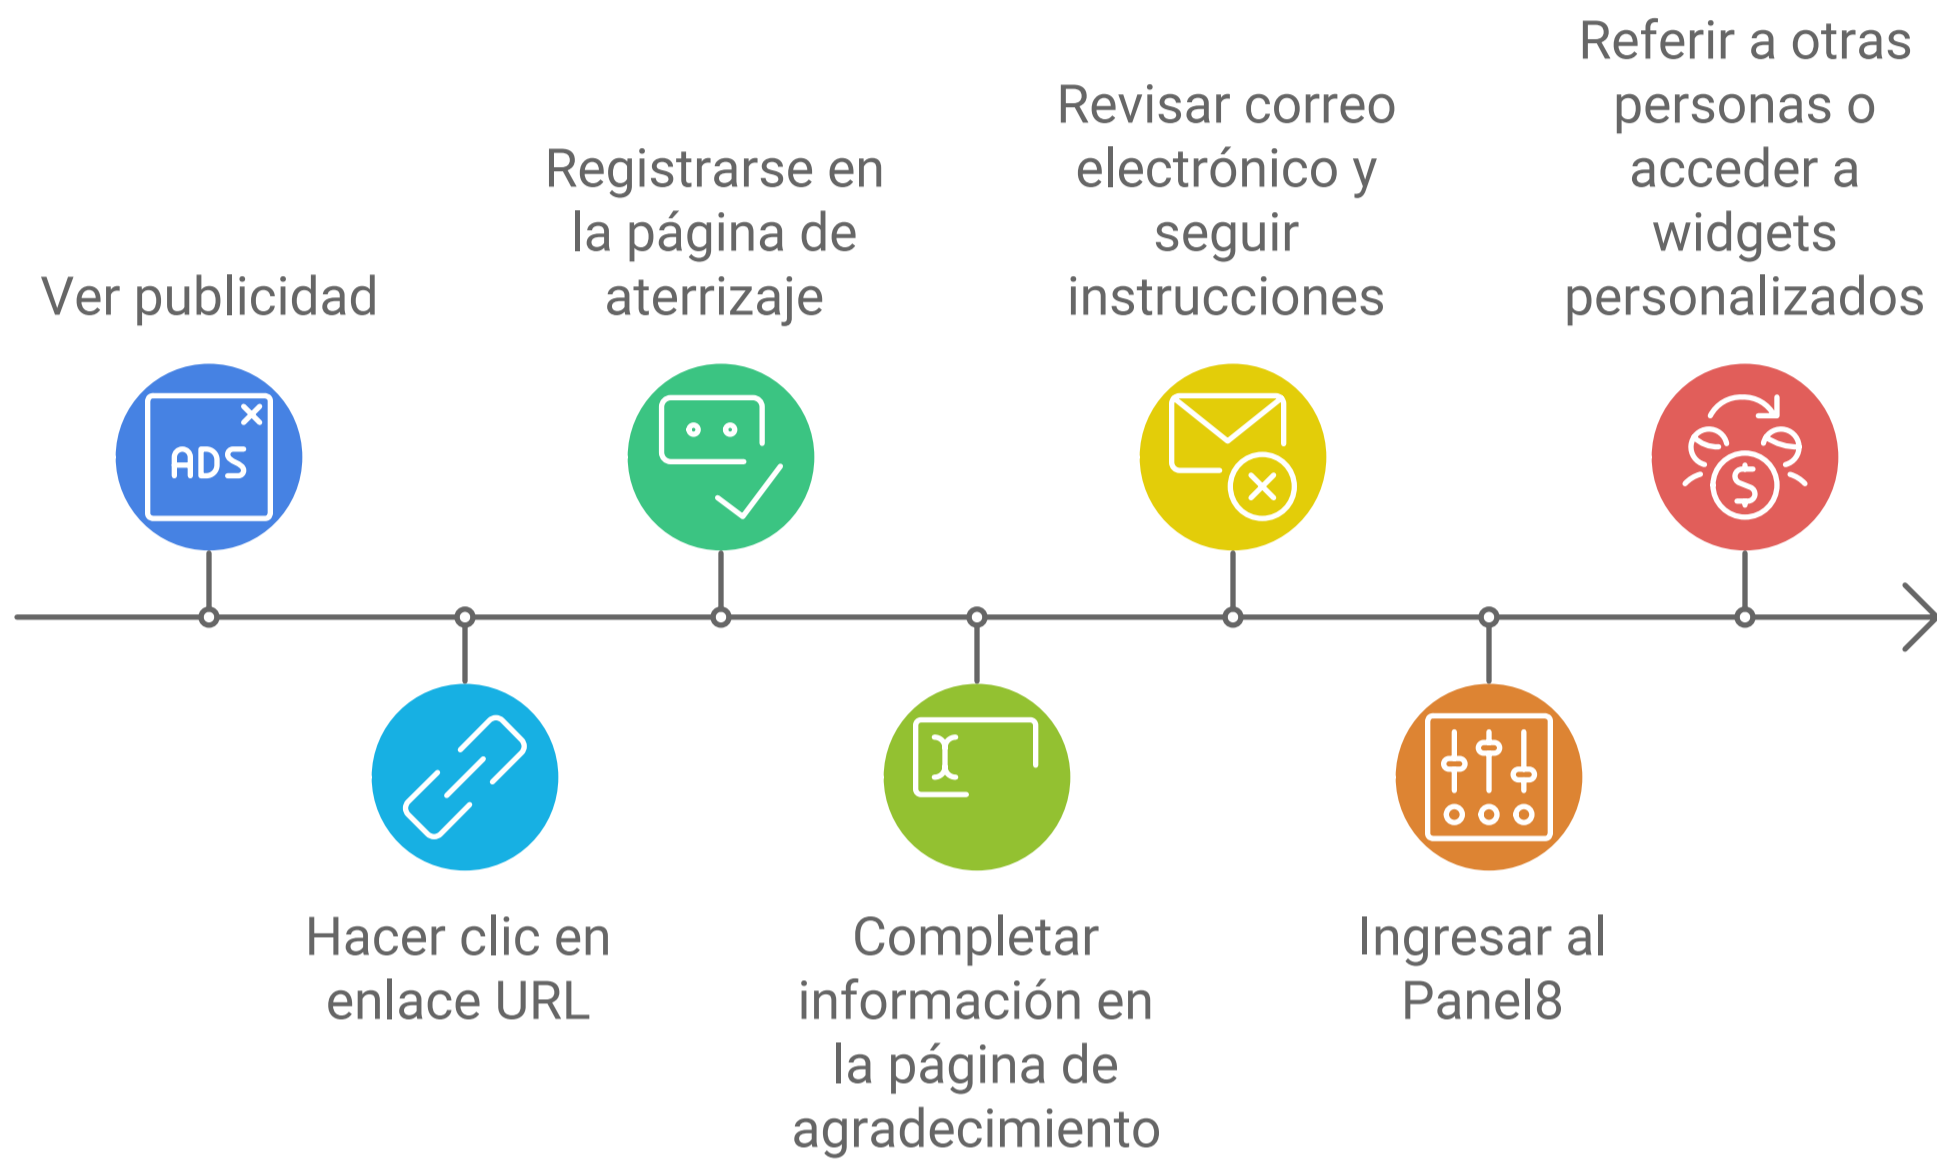 Ver publicidad
ADS
Hacer clic en
enlace URL
Registrarse en
la página de
aterrizaje
Completar
información en
la página de
agradecimiento
Revisar correo
electrónico y
seguir
instrucciones
Ingresar al
Panel8
Referir a otras
personas o
acceder a
widgets
personalizados
$